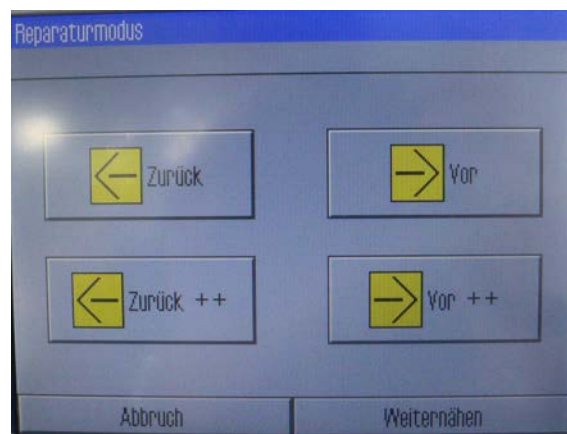 Reparaturmodus
Zurück
Vor
Zurück ++
Vor ++
Abbruch
Weiternähen